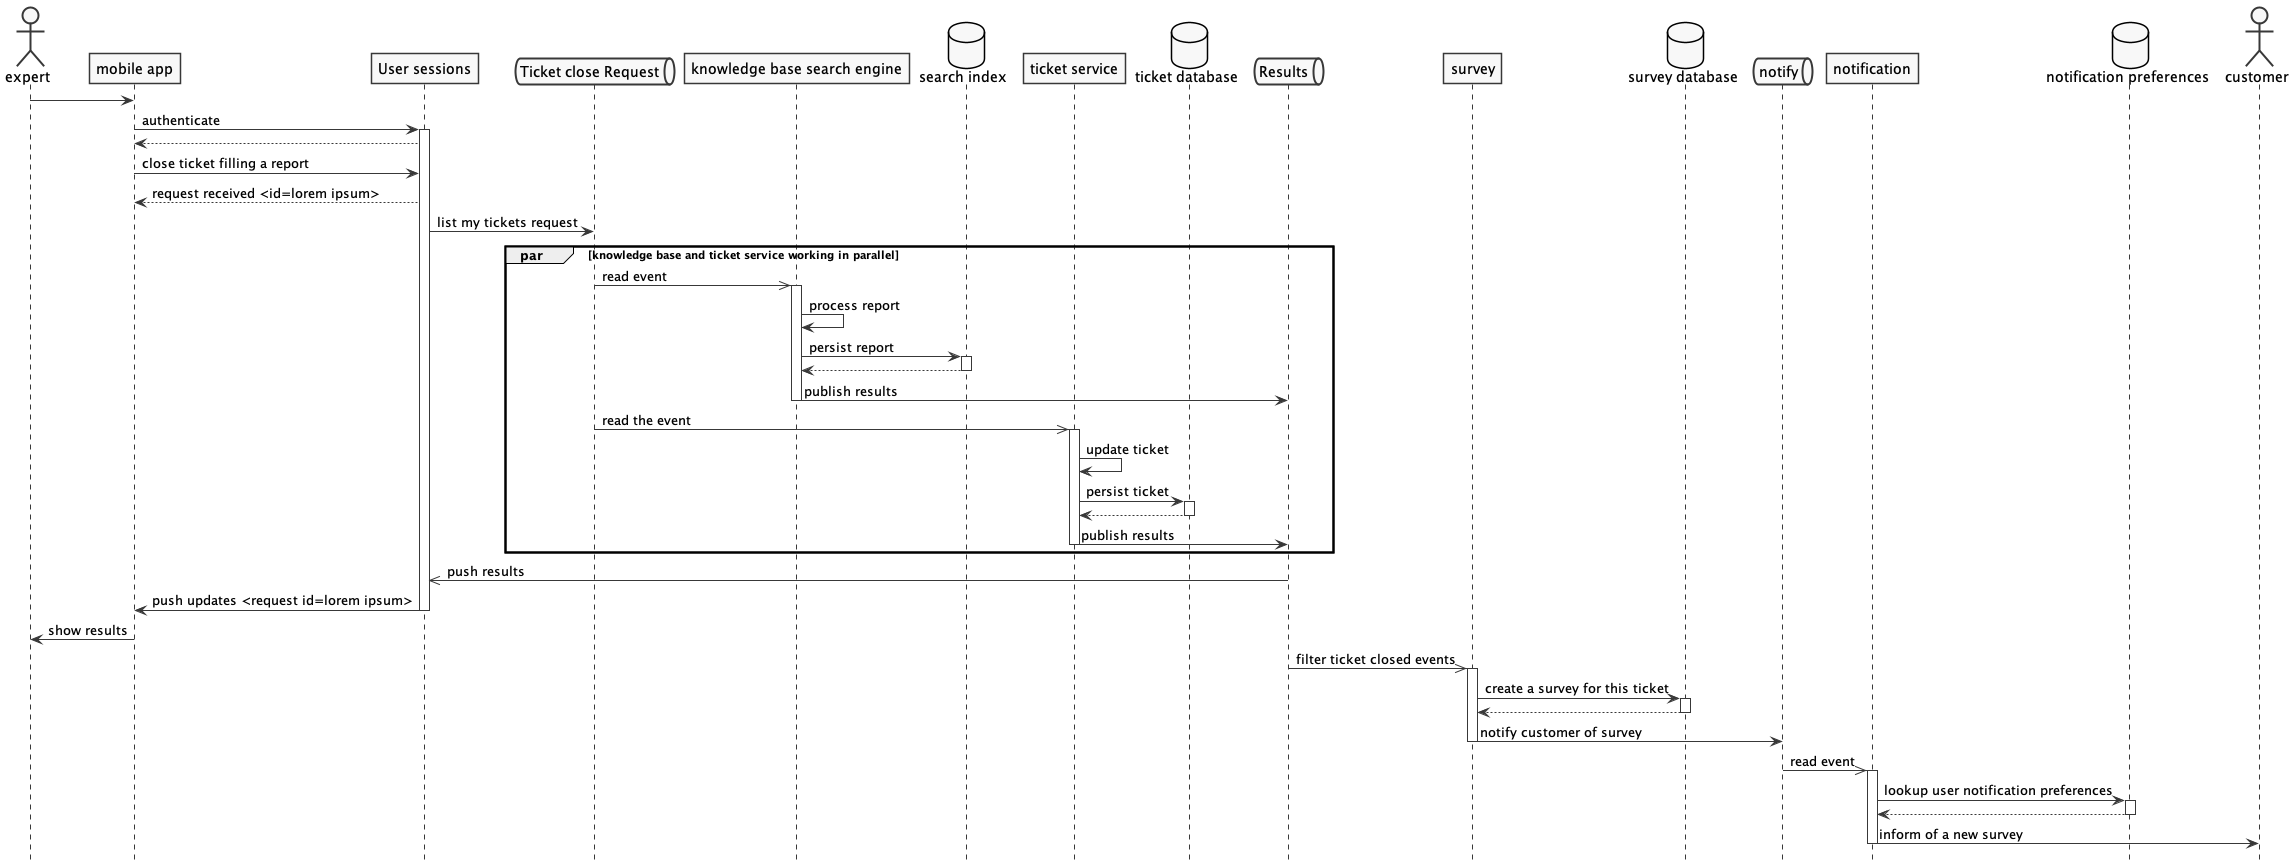 expert
mobile app
User sessions
Ticket close Request
knowledge base search engine
search index
ticket service
ticket database
Results
survey
survey database
notify
notification
notification preferences
customer
authenticate
close ticket filling a report
request received <id=lorem ipsum>
list my tickets request
par
[knowledge base and ticket service working in parallel]
read event
process report
persist report
publish results
read the event
update ticket
persist ticket
publish results
push results
push updates <request id=lorem ipsum>
show results
filter ticket closed events
create a survey for this ticket
notify customer of survey
read event
lookup user notification preferences
inform of a new survey